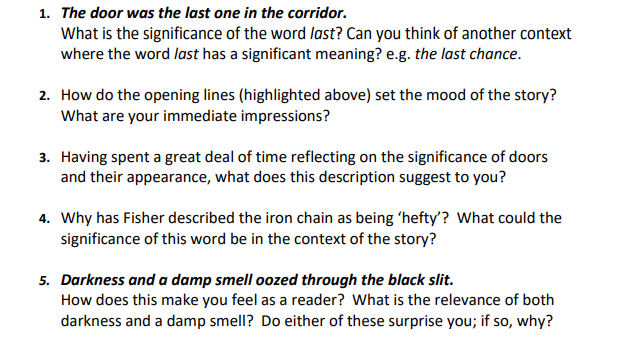 1. The door was the last one in the corridor.
What is the significance of the word last? Can you think of another context
where the word last has a significant meaning? e.g. the last chance.
2. How do the opening lines (highlighted above) set the mood of the story?
What are your immediate impressions?
3. Having spent a great deal of time reflecting on the significance of doors
and their appearance, what does this description suggest to you?
4. Why has Fisher described the iron chain as being ‘hefty’? What could the
significance of this word be in the context of the story?
5. Darkness and a damp smell oozed through the black slit.
How does this make you feel as a reader? What is the relevance of both
darkness and a damp smell? Do either of these surprise you; if so, why?